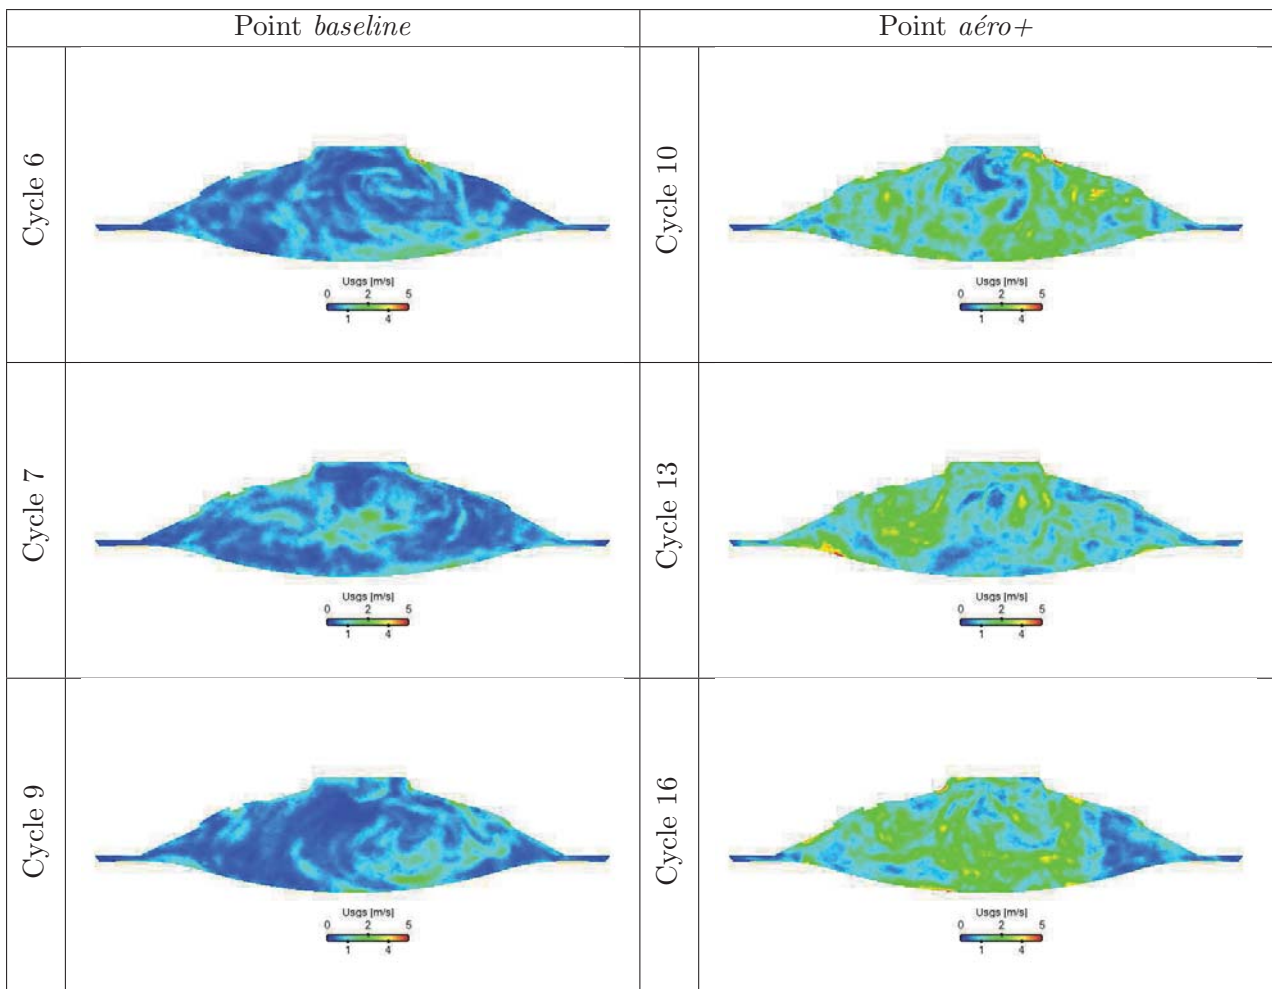 Point baseline
Point aéro+
Cycle 6
Usgs [m/s]
0 2 5
1 4
Cycle 10
Usgs [m/s]
0 2 5
1 4
Cycle 7
Usgs [m/s]
0 2 5
1 4
Cycle 13
Usgs [m/s]
0 2 5
1 4
Cycle 9
Usgs [m/s]
0 2 5
1 4
Cycle 16
Usgs [m/s]
0 2 5
1 4